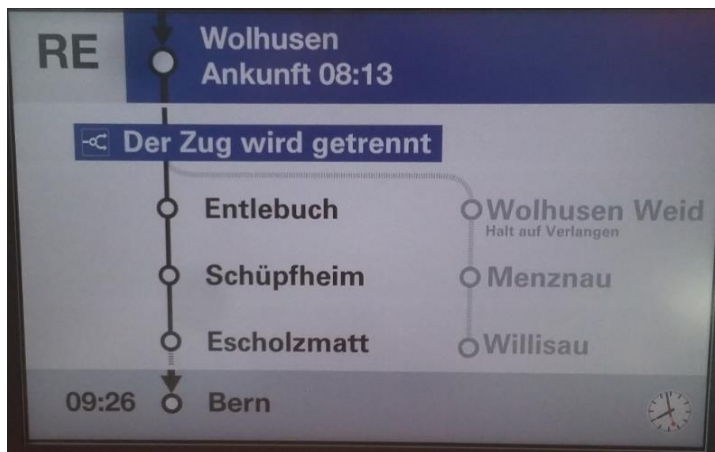 RE
Wolhusen
Ankunft 08:13
Der Zug wird getrennt
Entlebuch
Wolhusen Weid
Halt auf Verlangen
Schüpfheim
Menznau
Escholzmatt
Willisau
09:26 Bern